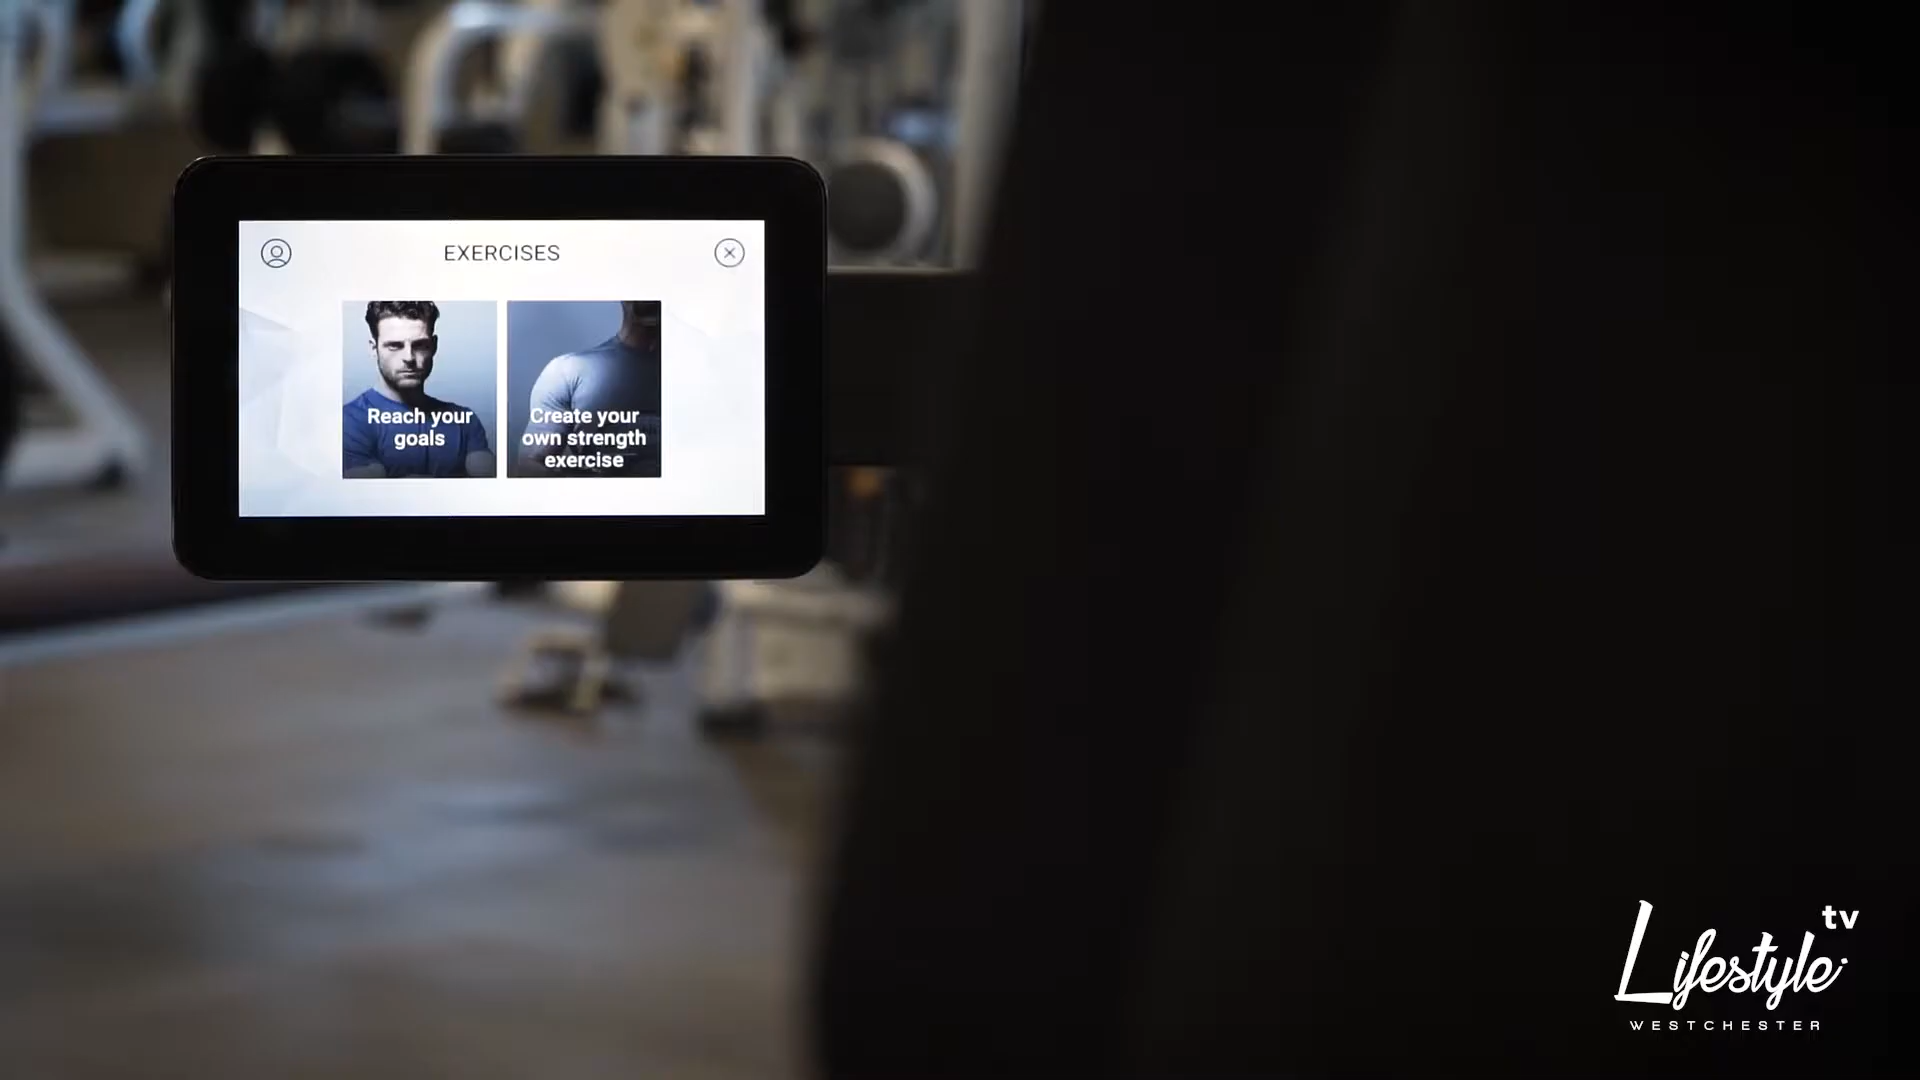 EXERCISES
Reach your
goals
Create your
own strength
exercise
Lifestyle tv
WESTCHESTER